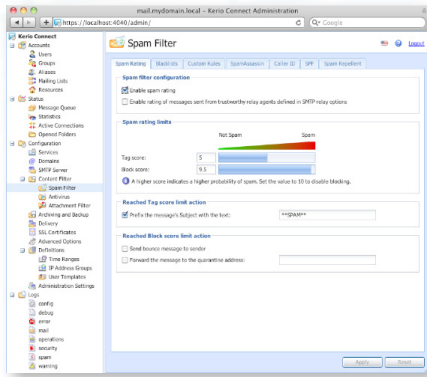 mail.mydomain.local – Kerio Connect Administration
https://localhost:4040/admin/
Google
Kerio Connect
Accounts
Users
Groups
Aliases
Mailing Lists
Resources
Status
Message Queue
Statistics
Active Connections
Opened Folders
Configuration
Services
Domains
SMTP Server
Content Filter
Spam Filter
Antivirus
Attachment Filter
Archiving and Backup
Delivery
SSL Certificates
Advanced Options
Definitions
Time Ranges
IP Address Groups
User Templates
Administration Settings
Logs
config
debug
error
mail
operations
security
spam
warning
Spam Filter
Logout
Spam Rating Blacklists Custom Rules SpamAssassin Caller ID SPF Spam Repellent
Spam filter configuration
Enable spam rating
Enable rating of messages sent from trustworthy relay agents defined in SMTP relay options
Spam rating limits
Not Spam Spam
Tag score: 5
Block score: 9.5
A higher score indicates a higher probability of spam. Set the value to 10 to disable blocking.
Reached Tag score limit action
Prefix the message's Subject with the text: **SPAM**
Reached Block score limit action
Send bounce message to sender
Forward the message to the quarantine address:
Apply Reset